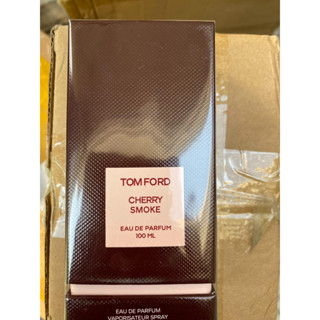 TOM FORD
CHERRY
SMOKE
EAU DE PARFUM
100 ML
EAU DE PARFUM
VAPORISATEUR SPRAY